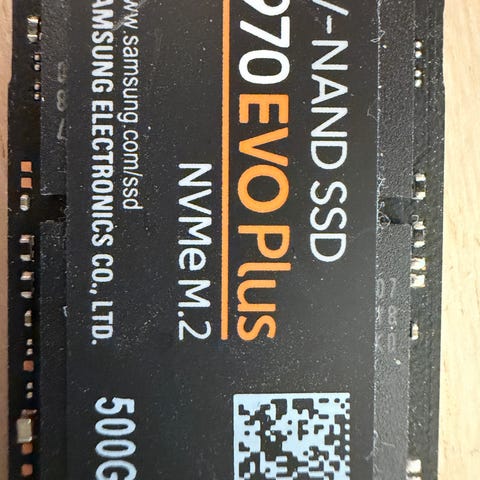 /-NAND SSD
970 EVO Plus
NVMe M.2
www.samsung.com/ssd
AMSUNG ELECTRONICS CO., LTD.
500G